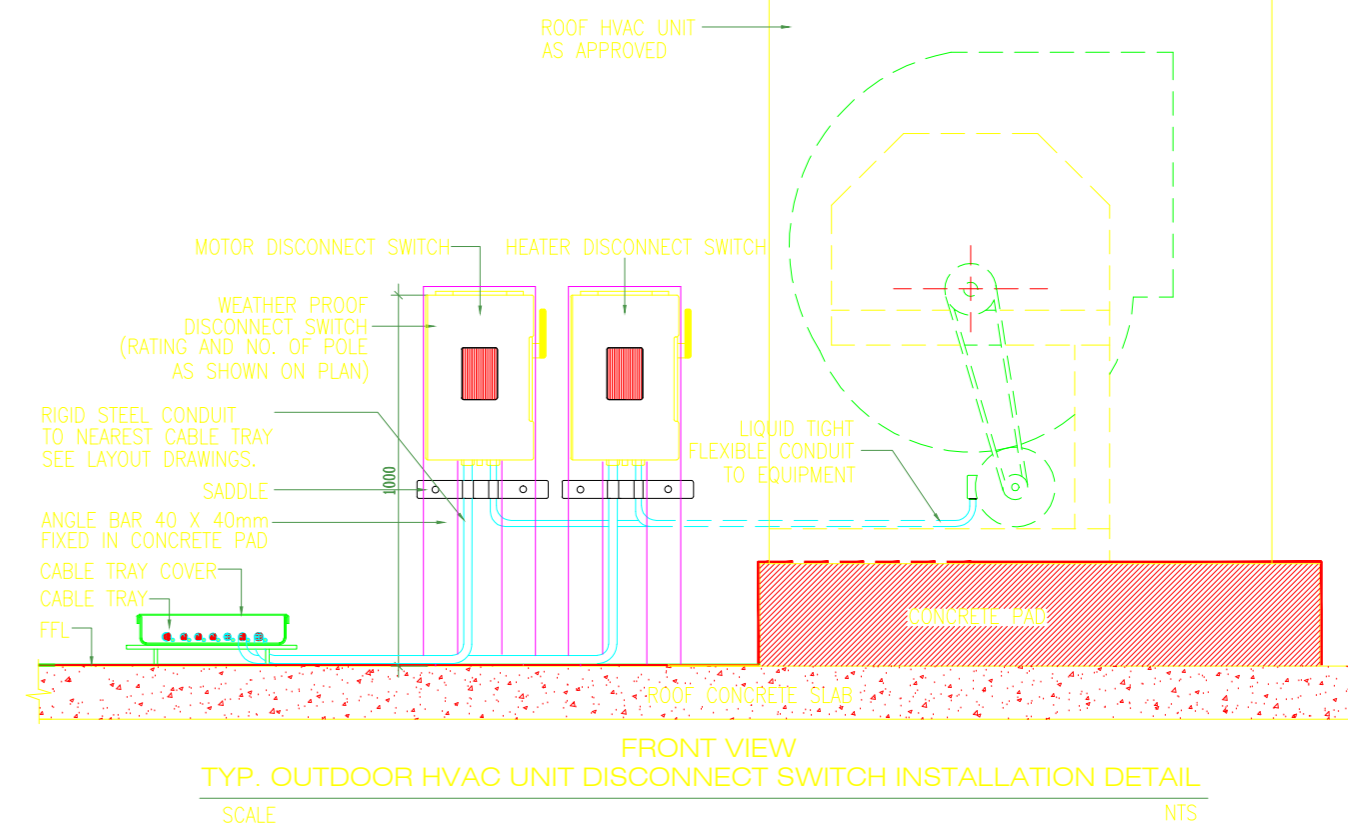 ROOF HVAC UNIT
AS APPROVED
MOTOR DISCONNECT SWITCH
HEATER DISCONNECT SWITCH
WEATHER PROOF
DISCONNECT SWITCH
(RATING AND NO. OF POLE
AS SHOWN ON PLAN)
RIGID STEEL CONDUIT
TO NEAREST CABLE TRAY
SEE LAYOUT DRAWINGS.
LIQUID TIGHT
FLEXIBLE CONDUIT
TO EQUIPMENT
1000
SADDLE
ANGLE BAR 40 X 40mm
FIXED IN CONCRETE PAD
CABLE TRAY COVER
CABLE TRAY
FFL
CONCRETE PAD
ROOF CONCRETE SLAB
FRONT VIEW
TYP. OUTDOOR HVAC UNIT DISCONNECT SWITCH INSTALLATION DETAIL
SCALE NTS